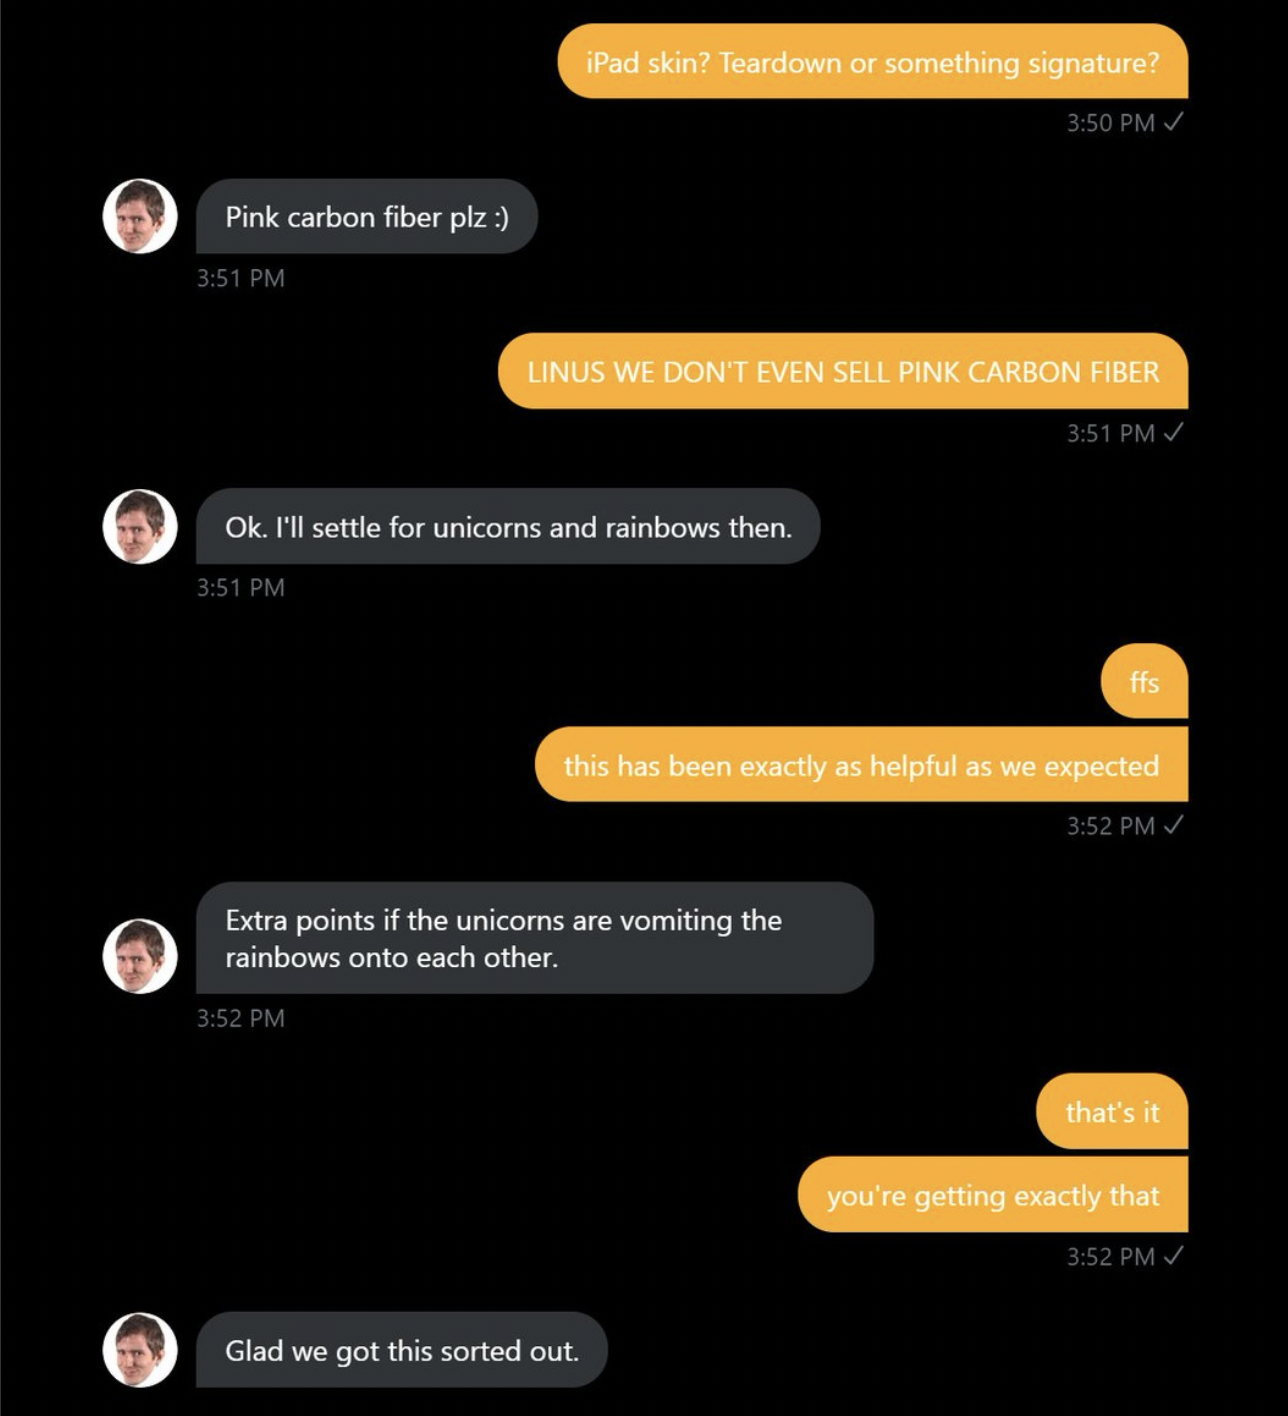 iPad skin? Teardown or something signature?
3:50 PM ✓
Pink carbon fiber plz :)
3:51 PM
LINUS WE DON'T EVEN SELL PINK CARBON FIBER
3:51 PM ✓
Ok. I'll settle for unicorns and rainbows then.
3:51 PM
ffs
this has been exactly as helpful as we expected
3:52 PM ✓
Extra points if the unicorns are vomiting the
rainbows onto each other.
3:52 PM
that's it
you're getting exactly that
3:52 PM ✓
Glad we got this sorted out.